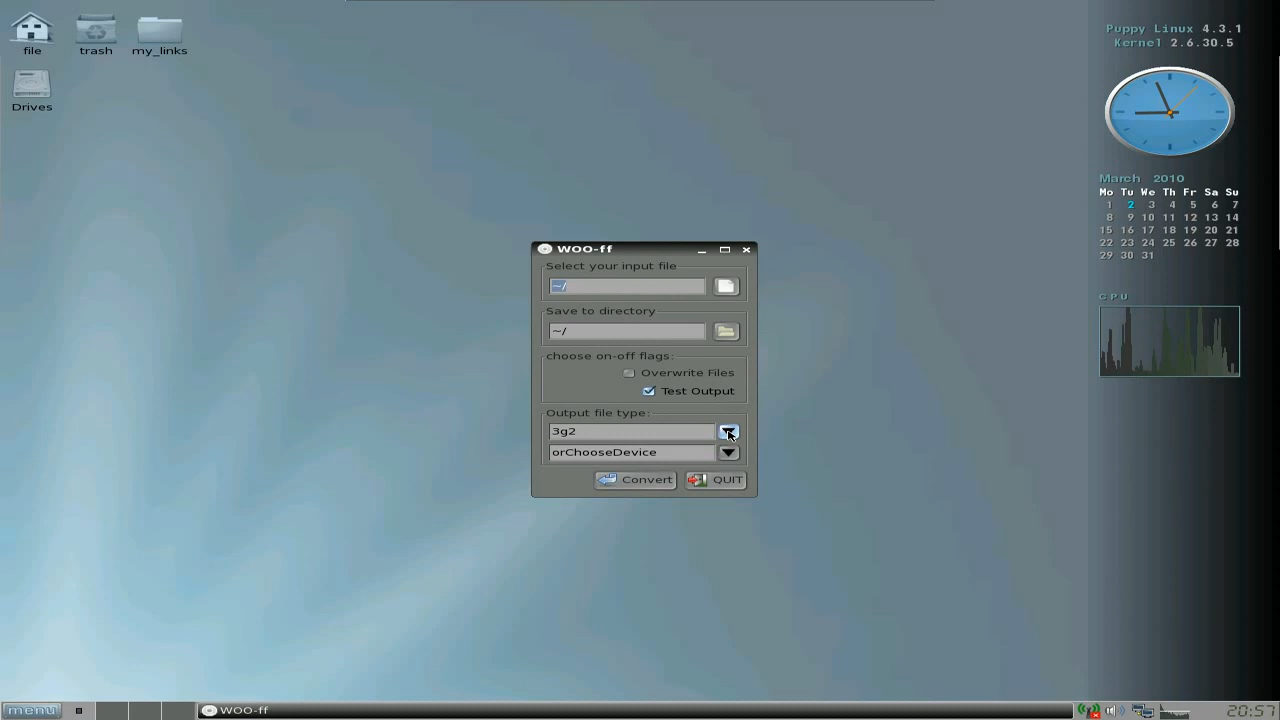 file
trash
my_links
Drives
Puppy Linux 4.3.1
Kernel 2.6.30.5
March 2010
Mo Tu We Th Fr Sa Su
1 2 3 4 5 6 7
8 9 10 11 12 13 14
15 16 17 18 19 20 21
22 23 24 25 26 27 28
29 30 31
CPU
WOO-ff
Select your input file
~/
Save to directory
~/
choose on-off flags:
Overwrite Files
Test Output
Output file type:
3g2
orChooseDevice
Convert
QUIT
menu
WOO-ff
20:57